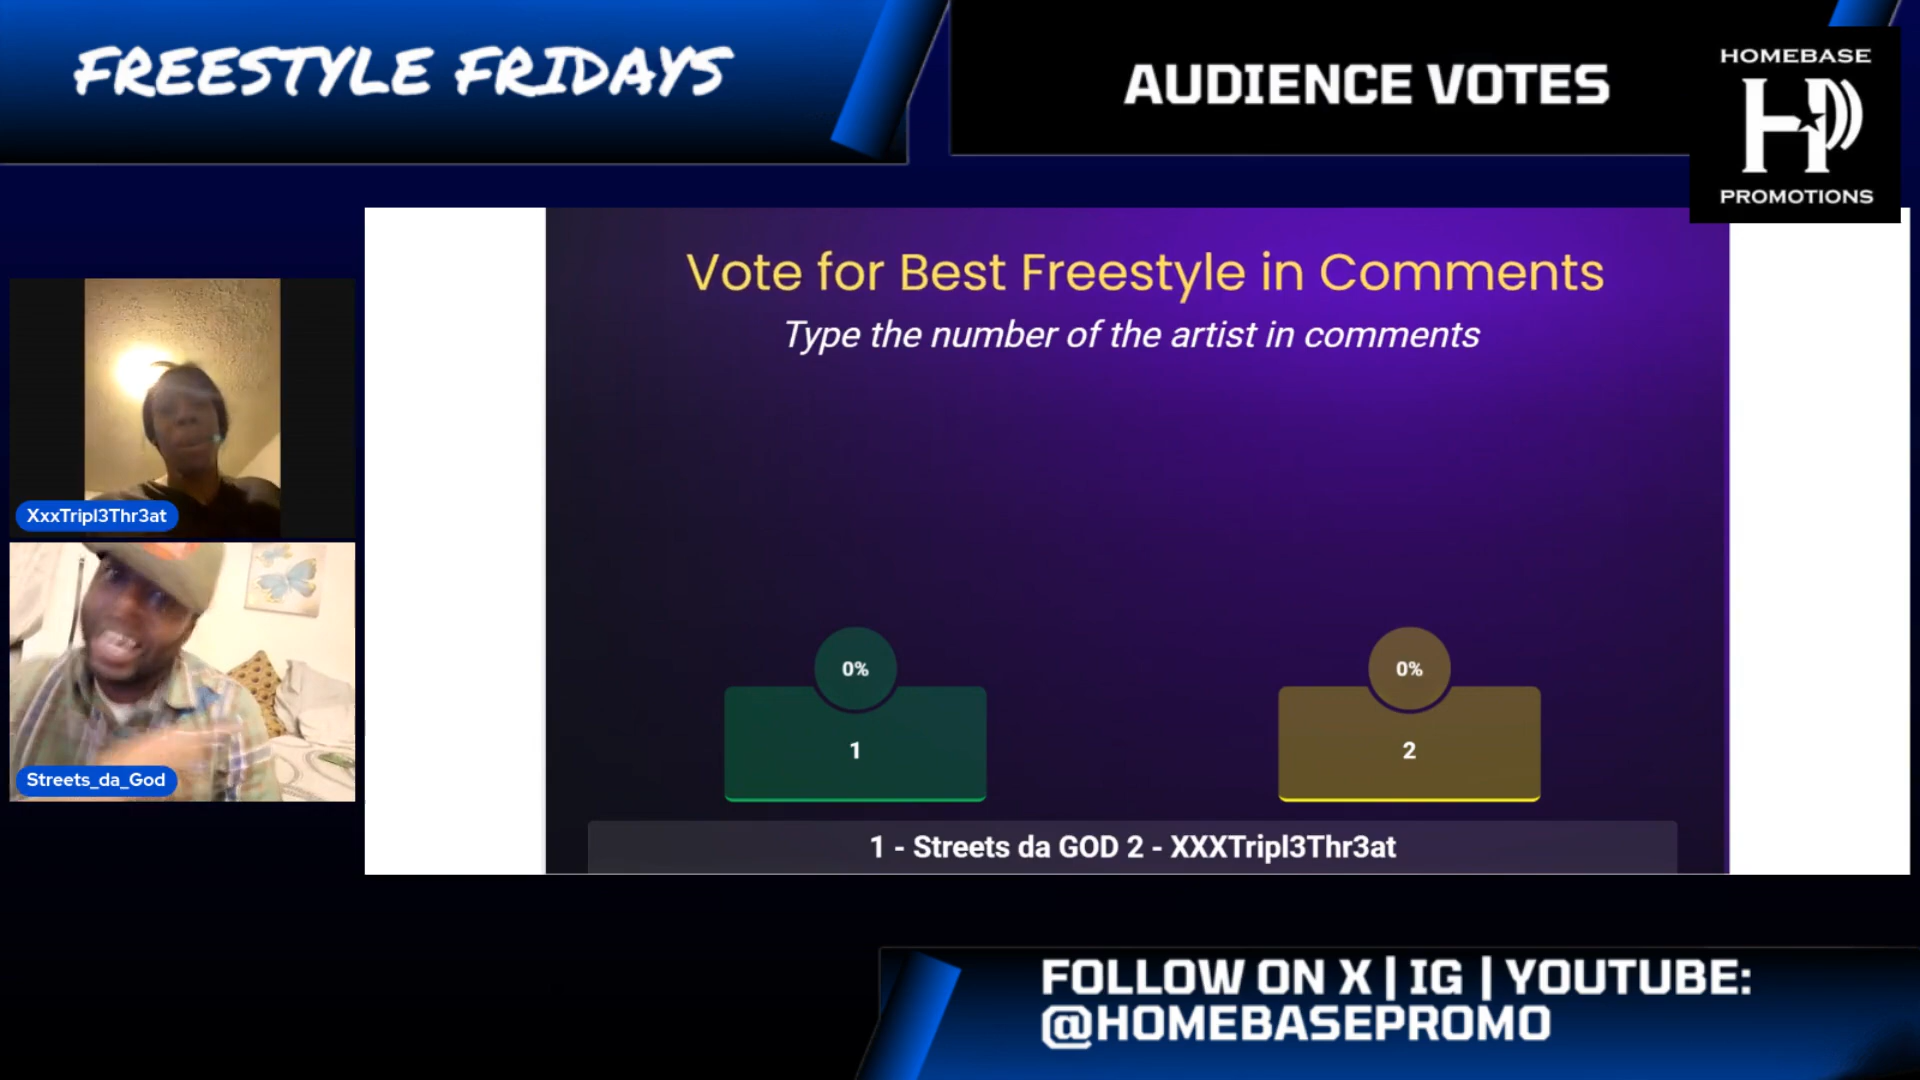 FREESTYLE FRIDAYS
AUDIENCE VOTES
HOMEBASE
H
PROMOTIONS
Vote for Best Freestyle in Comments
Type the number of the artist in comments
XxxTripl3Thr3at
Streets_da_God
0%
1
0%
2
1 - Streets da GOD 2 - XXXTripl3Thr3at
FOLLOW ON X | IG | YOUTUBE:
@HOMEBASEPROMO